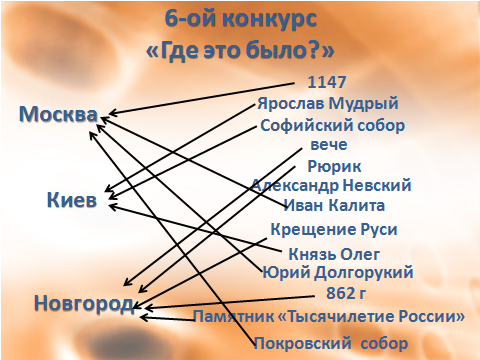 6-ой конкурс
«Где это было?»
1147
Москва
Ярослав Мудрый
Софийский собор
вече
Рюрик
Александр Невский
Киев
Иван Калита
Крещение Руси
Князь Олег
Юрий Долгорукий
862 г
Новгород
Памятник «Тысячилетие России»
Покровский собор